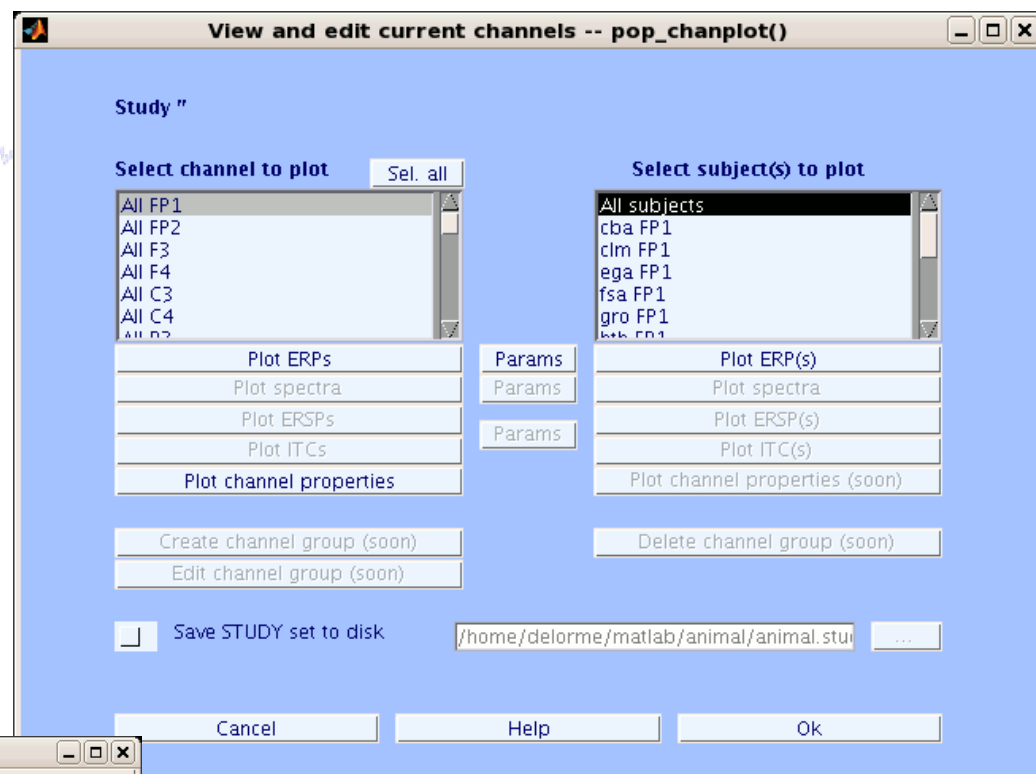 View and edit current channels -- pop_chanplot()
Study "
Select channel to plot
Sel. all
Select subject(s) to plot
All FP1
All FP2
All F3
All F4
All C3
All C4
All subjects
cba FP1
clm FP1
ega FP1
fsa FP1
gro FP1
Plot ERPs
Params
Plot ERP(s)
Plot spectra
Params
Plot spectra
Plot ERSPs
Params
Plot ERSP(s)
Plot ITCs
Plot ITC(s)
Plot channel properties
Plot channel properties (soon)
Create channel group (soon)
Delete channel group (soon)
Edit channel group (soon)
Save STUDY set to disk
/home/delorme/matlab/animal/animal.stu
...
Cancel
Help
Ok